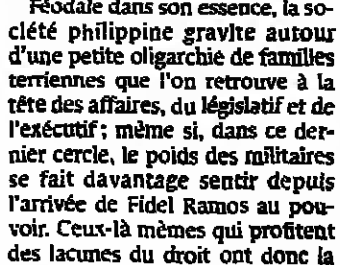 Féodale dans son essence, la so-
ciété philippine gravite autour
d'une petite oligarchie de familles
terriennes que l'on retrouve à la
tête des affaires, du législatif et de
l'exécutif ; même si, dans ce der-
nier cercle, le poids des militaires
se fait davantage sentir depuis
l'arrivée de Fidel Ramos au pou-
voir. Ceux-là mêmes qui profitent
des lacunes du droit ont donc la